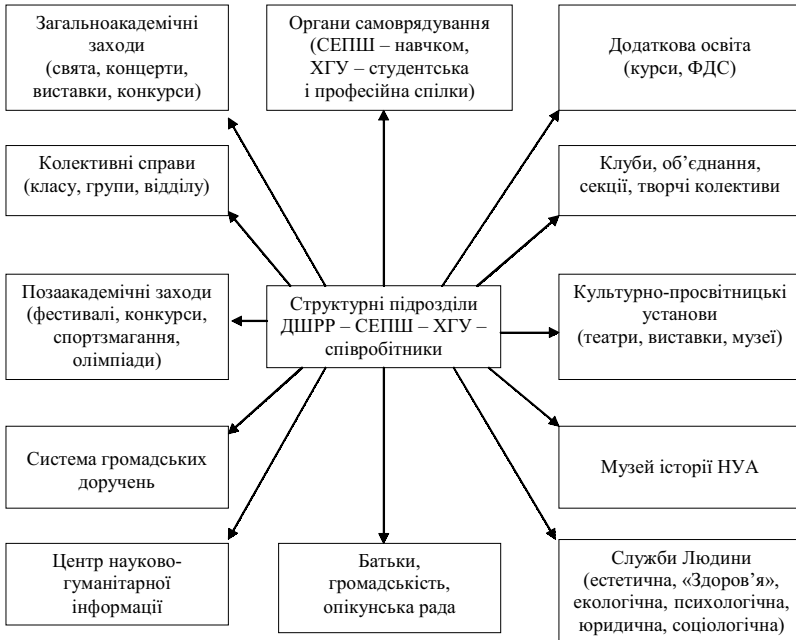 Загальноакадемічні
заходи
(свята, концерти,
виставки, конкурси)
Органи самоврядування
(СЕПШ – навчком,
ХГУ – студентська
і професійна спілки)
Додаткова освіта
(курси, ФДС)
Колективні справи
(класу, групи, відділу)
Клуби, об’єднання,
секції, творчі колективи
Позаакадемічні заходи
(фестивалі, конкурси,
спортзмагання,
олімпіади)
Структурні підрозділи
ДШРР – СЕПШ – ХГУ –
співробітники
Культурно-просвітницькі
установи
(театри, виставки, музеї)
Система громадських
доручень
Музей історії НУА
Центр науково-
гуманітарної
інформації
Батьки,
громадськість,
опікунська рада
Служби Людини
(естетична, «Здоров’я»,
екологічна, психологічна,
юридична, соціологічна)